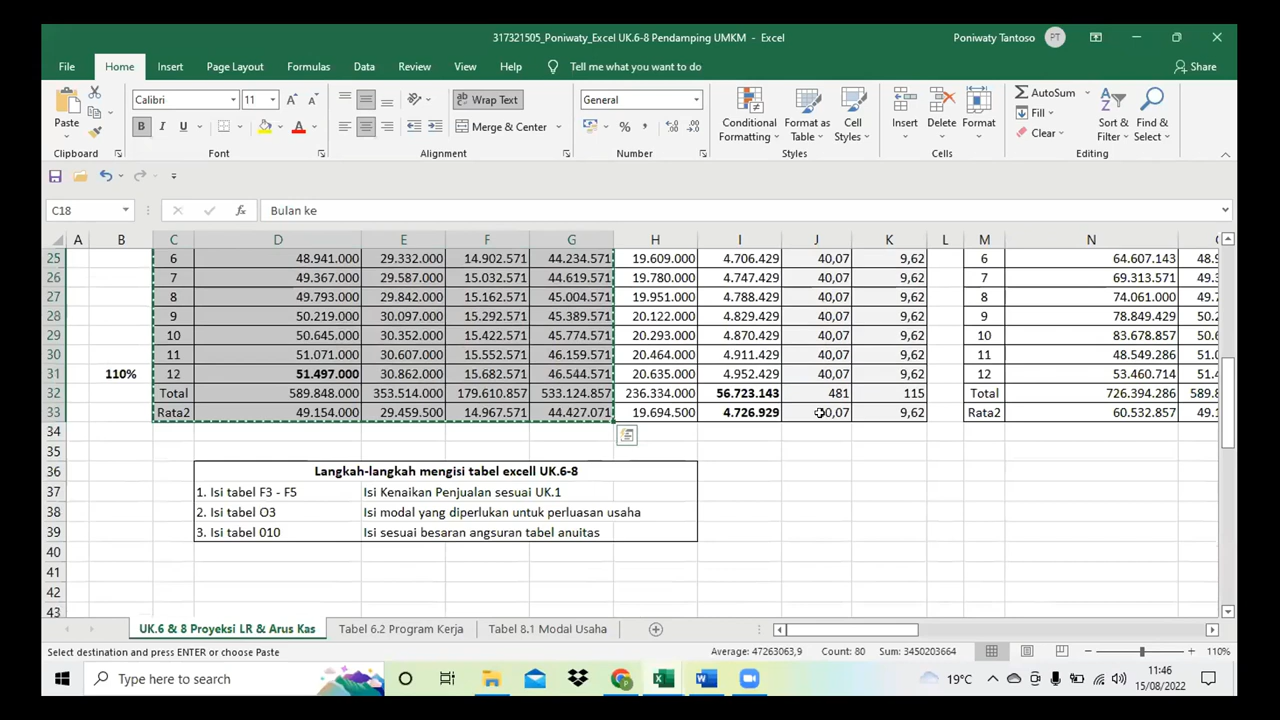 317321505_Poniwaty_Excel UK.6-8 Pendamping UMKM - Excel
Poniwaty Tantoso PT
File Home Insert Page Layout Formulas Data Review View Help Tell me what you want to do Share
Paste Calibri 11 Wrap Text General Conditional Formatting Format as Table Cell Styles Insert Delete Format AutoSum Fill Clear Sort & Filter Find & Select
B I U A Merge & Center %
Clipboard Font Alignment Number Styles Cells Editing
C18 fx Bulan ke
A B C D E F G H I J K L M N
25 6 48.941.000 29.332.000 14.902.571 44.234.571 19.609.000 4.706.429 40,07 9,62 6 64.607.143 48.9
26 7 49.367.000 29.587.000 15.032.571 44.619.571 19.780.000 4.747.429 40,07 9,62 7 69.313.571 49.3
27 8 49.793.000 29.842.000 15.162.571 45.004.571 19.951.000 4.788.429 40,07 9,62 8 74.061.000 49.7
28 9 50.219.000 30.097.000 15.292.571 45.389.571 20.122.000 4.829.429 40,07 9,62 9 78.849.429 50.2
29 10 50.645.000 30.352.000 15.422.571 45.774.571 20.293.000 4.870.429 40,07 9,62 10 83.678.857 50.6
30 11 51.071.000 30.607.000 15.552.571 46.159.571 20.464.000 4.911.429 40,07 9,62 11 48.549.286 51.0
31 110% 12 51.497.000 30.862.000 15.682.571 46.544.571 20.635.000 4.952.429 40,07 9,62 12 53.460.714 51.4
32 Total 589.848.000 353.514.000 179.610.857 533.124.857 236.334.000 56.723.143 481 115 Total 726.394.286 589.8
33 Rata2 49.154.000 29.459.500 14.967.571 44.427.071 19.694.500 4.726.929 40,07 9,62 Rata2 60.532.857 49.1
34
35
36 Langkah-langkah mengisi tabel excell UK.6-8
37 1. Isi tabel F3 - F5 Isi Kenaikan Penjualan sesuai UK.1
38 2. Isi tabel O3 Isi modal yang diperlukan untuk perluasan usaha
39 3. Isi tabel 010 Isi sesuai besaran angsuran tabel anuitas
40
41
42
43
UK.6 & 8 Proyeksi LR & Arus Kas Tabel 6.2 Program Kerja Tabel 8.1 Modal Usaha
Select destination and press ENTER or choose Paste Average: 47263063,9 Count: 80 Sum: 3450203664 110%
Type here to search 19°C 11:46
15/08/2022